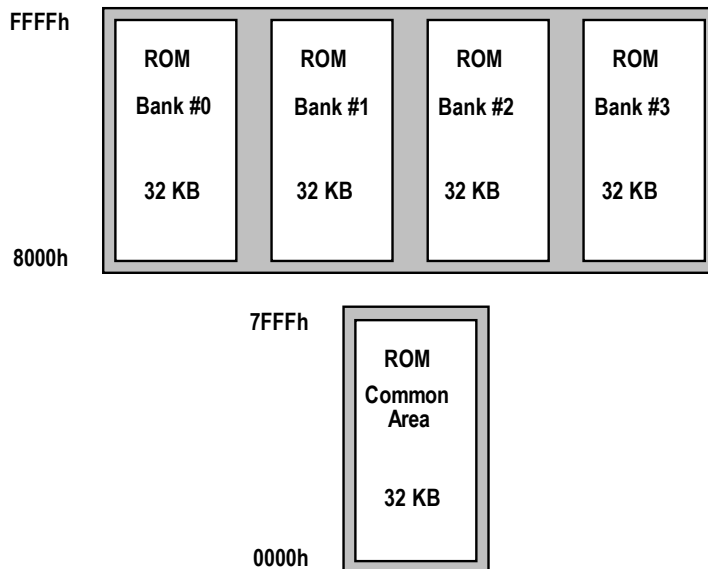 FFFFh
ROM ROM ROM ROM
Bank #0 Bank #1 Bank #2 Bank #3
32 KB 32 KB 32 KB 32 KB
8000h
7FFFh
ROM
Common
Area
32 KB
0000h